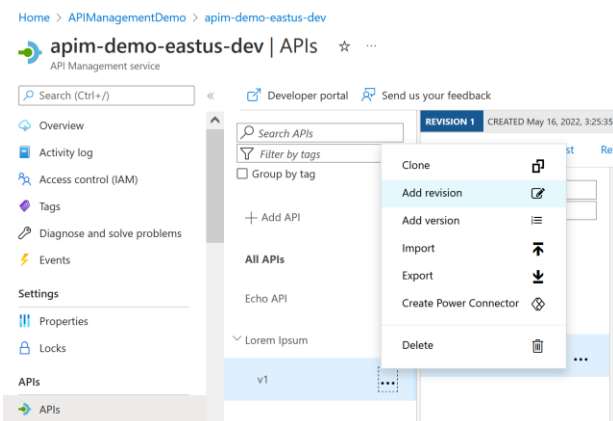 Home > APIManagementDemo > apim-demo-eastus-dev
apim-demo-eastus-dev | APIs
API Management service
Search (Ctrl+/)
Overview
Activity log
Access control (IAM)
Tags
Diagnose and solve problems
Events
Settings
Properties
Locks
APIs
APIs
Developer portal
Send us your feedback
Search APIs
Filter by tags
Group by tag
Add API
All APIs
Echo API
Lorem Ipsum
v1
REVISION 1
CREATED May 16, 2022, 3:25:35
Clone
Add revision
Add version
Import
Export
Create Power Connector
Delete